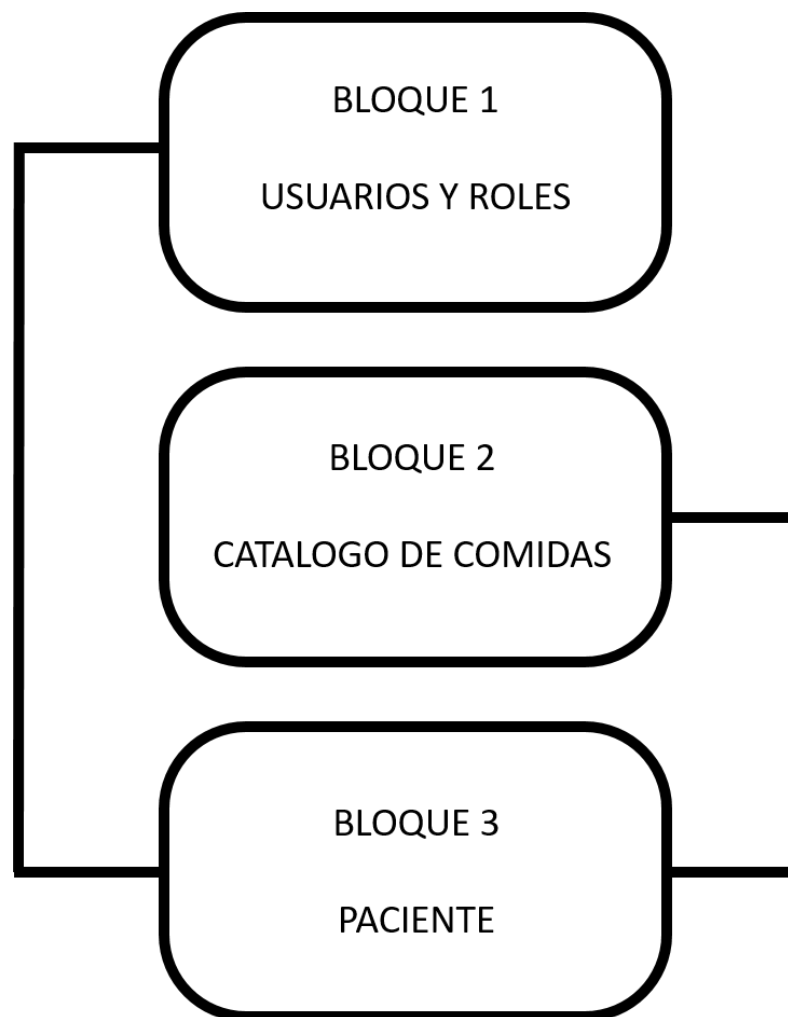 BLOQUE 1
USUARIOS Y ROLES
BLOQUE 2
CATALOGO DE COMIDAS
BLOQUE 3
PACIENTE